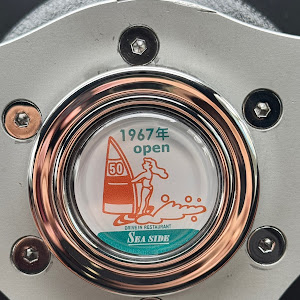 1967年
open
50
DRIVE IN RESTAURANT
SEA SIDE